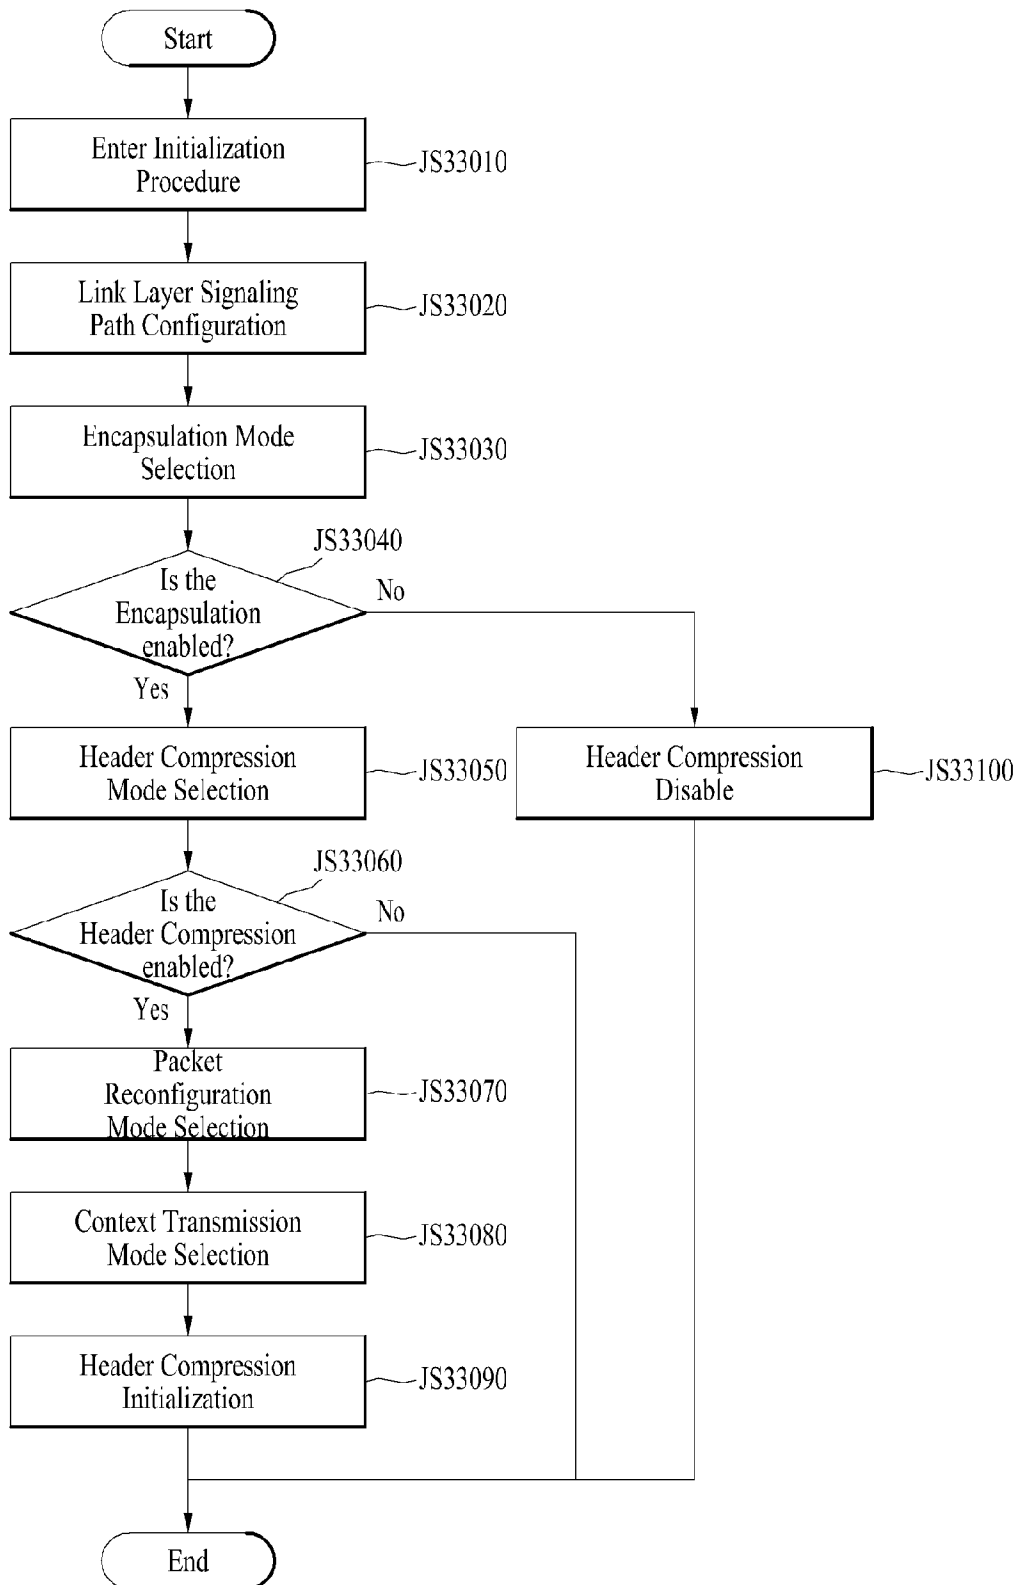 Start
Enter Initialization
Procedure
JS33010
Link Layer Signaling
Path Configuration
JS33020
Encapsulation Mode
Selection
JS33030
JS33040
Is the
Encapsulation
enabled?
No
Yes
Header Compression
Mode Selection
JS33050
Header Compression
Disable
JS33100
JS33060
Is the
Header Compression
enabled?
No
Yes
Packet
Reconfiguration
Mode Selection
JS33070
Context Transmission
Mode Selection
JS33080
Header Compression
Initialization
JS33090
End